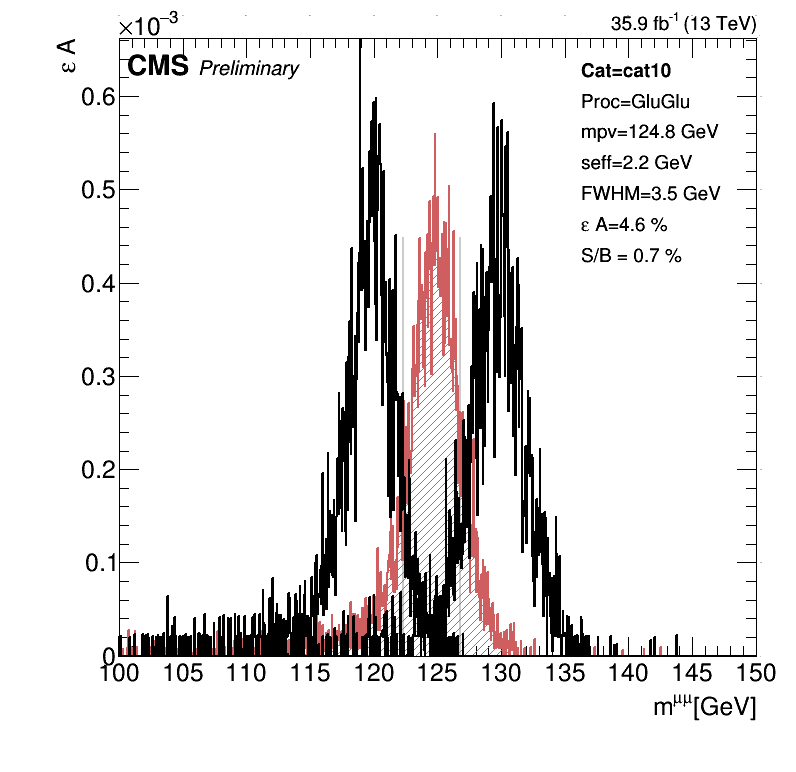 ×10⁻³
35.9 fb⁻¹ (13 TeV)
ε A
CMS Preliminary
Cat=cat10
Proc=GluGlu
mpv=124.8 GeV
seff=2.2 GeV
FWHM=3.5 GeV
ε A=4.6 %
S/B = 0.7 %
0.6
0.5
0.4
0.3
0.2
0.1
0
100 105 110 115 120 125 130 135 140 145 150
m^μμ[GeV]